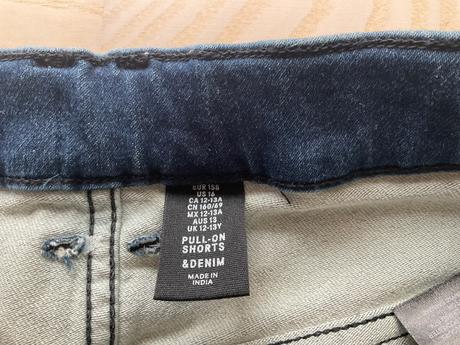 EUR 158
US 16
CA 12-13A
CN 160/69
MX 12-13A
AUS 13
UK 12-13Y
PULL-ON
SHORTS
&DENIM
MADE IN
INDIA